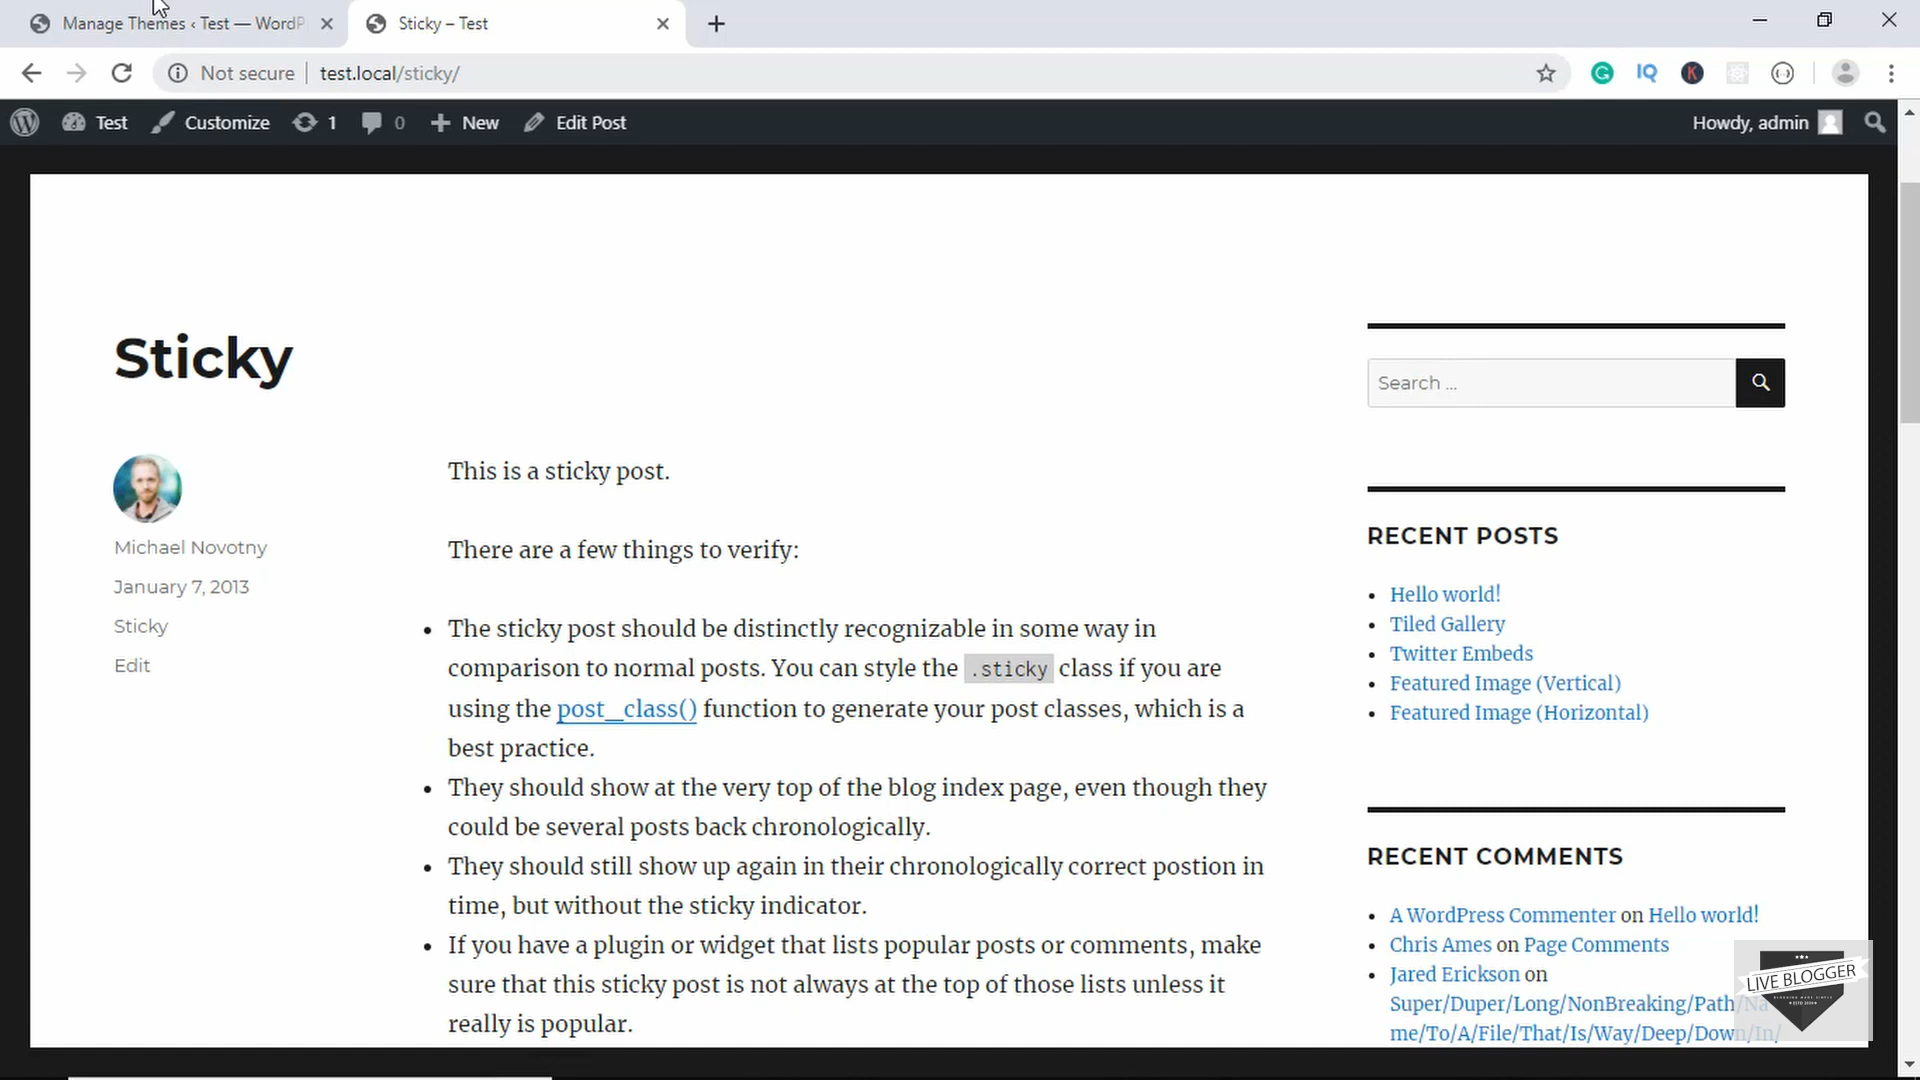 Manage Themes ‹ Test — WordP
Sticky – Test
Not secure
test.local/sticky/
IQ
K
Test
Customize
1
0
New
Edit Post
Howdy, admin
Sticky
Michael Novotny
January 7, 2013
Sticky
Edit
This is a sticky post.
There are a few things to verify:
• The sticky post should be distinctly recognizable in some way in
comparison to normal posts. You can style the .sticky class if you are
using the post_class() function to generate your post classes, which is a
best practice.
• They should show at the very top of the blog index page, even though they
could be several posts back chronologically.
• They should still show up again in their chronologically correct postion in
time, but without the sticky indicator.
• If you have a plugin or widget that lists popular posts or comments, make
sure that this sticky post is not always at the top of those lists unless it
really is popular.
Search ...
RECENT POSTS
• Hello world!
• Tiled Gallery
• Twitter Embeds
• Featured Image (Vertical)
• Featured Image (Horizontal)
RECENT COMMENTS
• A WordPress Commenter on Hello world!
• Chris Ames on Page Comments
• Jared Erickson on
Super/Duper/Long/NonBreaking/Path/Na
me/To/A/File/That/Is/Way/Deep/Down/In/
LIVE BLOGGER